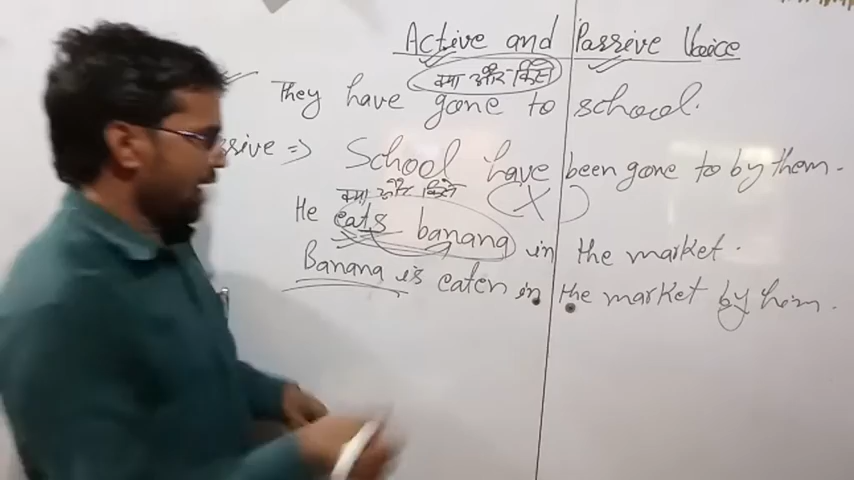 Active and Passive Voice
क्या और किसे
They have gone to school.
ssive => School have been gone to by them.
क्या और किसे (X)
He eats banana in the market.
Banana is eaten in the market by him.